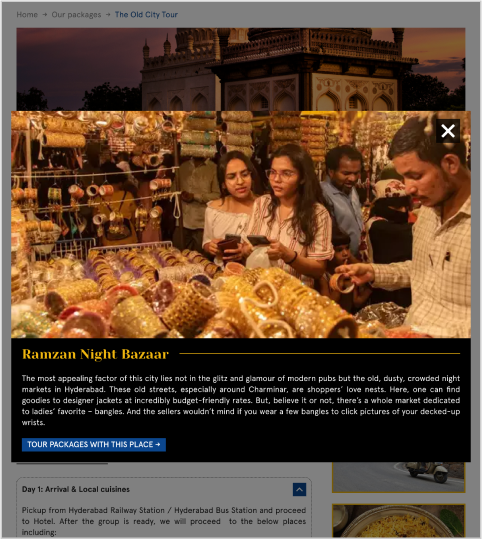 Home → Our packages → The Old City Tour
Ramzan Night Bazaar
The most appealing factor of this city lies not in the glitz and glamour of modern pubs but the old, dusty, crowded night
markets in Hyderabad. These old streets, especially around Charminar, are shoppers' love nests. Here, one can find
goodies to designer jackets at incredibly budget-friendly rates. But, believe it or not, there's a whole market dedicated
to ladies' favorite – bangles. And the sellers wouldn't mind if you wear a few bangles to click pictures of your decked-up
wrists.
TOUR PACKAGES WITH THIS PLACE →
Day 1: Arrival & Local cuisines
Pickup from Hyderabad Railway Station / Hyderabad Bus Station and proceed
to Hotel. After the group is ready, we will proceed to the below places
including: